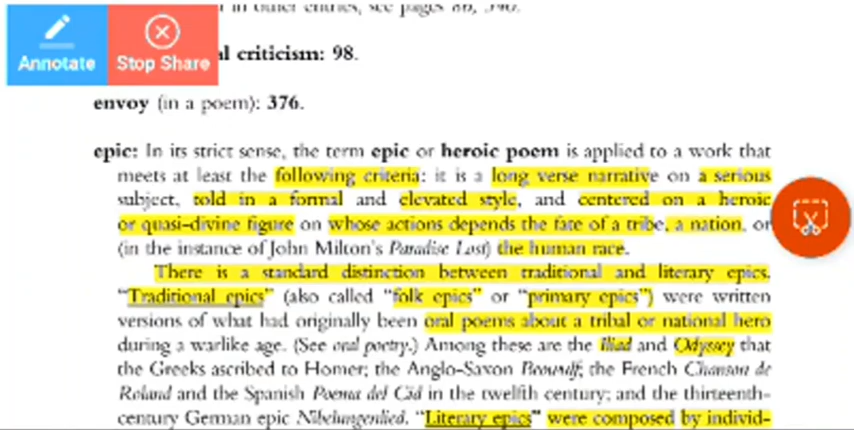 in other entries, see pages 86, 390.
Annotate
Stop Share
al criticism: 98.
envoy (in a poem): 376.
epic: In its strict sense, the term epic or heroic poem is applied to a work that
meets at least the following criteria: it is a long verse narrative on a serious
subject, told in a formal and elevated style, and centered on a heroic
or quasi-divine figure on whose actions depends the fate of a tribe, a nation, or
(in the instance of John Milton's Paradise Lost) the human race.
There is a standard distinction between traditional and literary epics.
"Traditional epics" (also called "folk epics" or "primary epics") were written
versions of what had originally been oral poems about a tribal or national hero
during a warlike age. (See oral poetry.) Among these are the Iliad and Odyssey that
the Greeks ascribed to Homer; the Anglo-Saxon Beowulf; the French Chanson de
Roland and the Spanish Poema del Cid in the twelfth century; and the thirteenth-
century German epic Nibelungenlied. "Literary epics" were composed by individ-